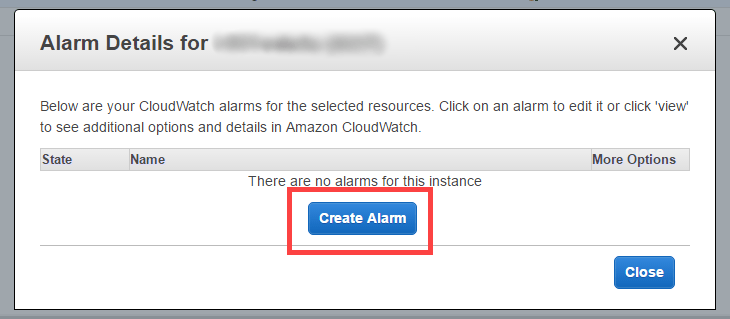 Alarm Details for
Below are your CloudWatch alarms for the selected resources. Click on an alarm to edit it or click 'view'
to see additional options and details in Amazon CloudWatch.
State Name More Options
There are no alarms for this instance
Create Alarm
Close